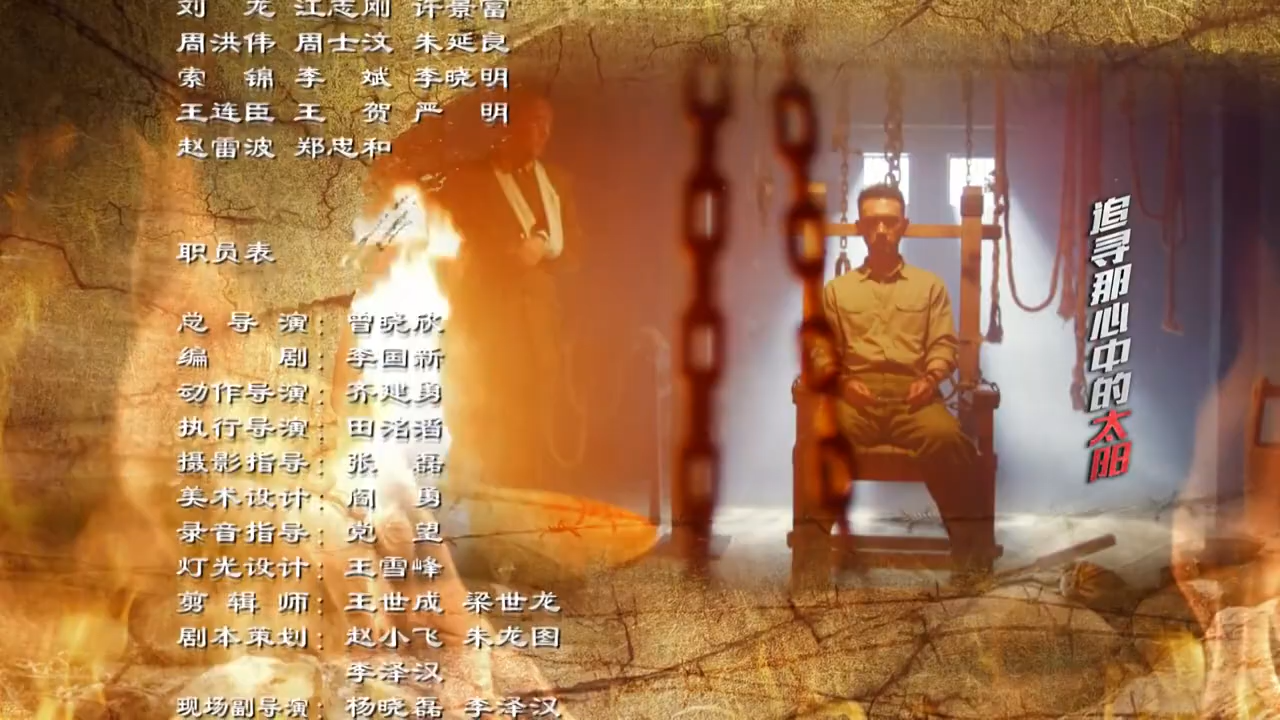 刘 龙 江志刚 许景富
周洪伟 周士汶 朱延良
索 锦 李 斌 李晓明
王连臣 王 贺 严 明
赵雷波 郑忠和
职员表
总导演：曾晓欣
编剧：李国新
动作导演：齐建勇
执行导演：田洺滔
摄影指导：张 磊
美术设计：阎 勇
录音指导：党 望
灯光设计：王雪峰
剪辑师：王世成 梁世龙
剧本策划：赵小飞 朱龙图
李泽汉
现场副导演：杨晓磊 李泽汉
追寻那心中的太阳